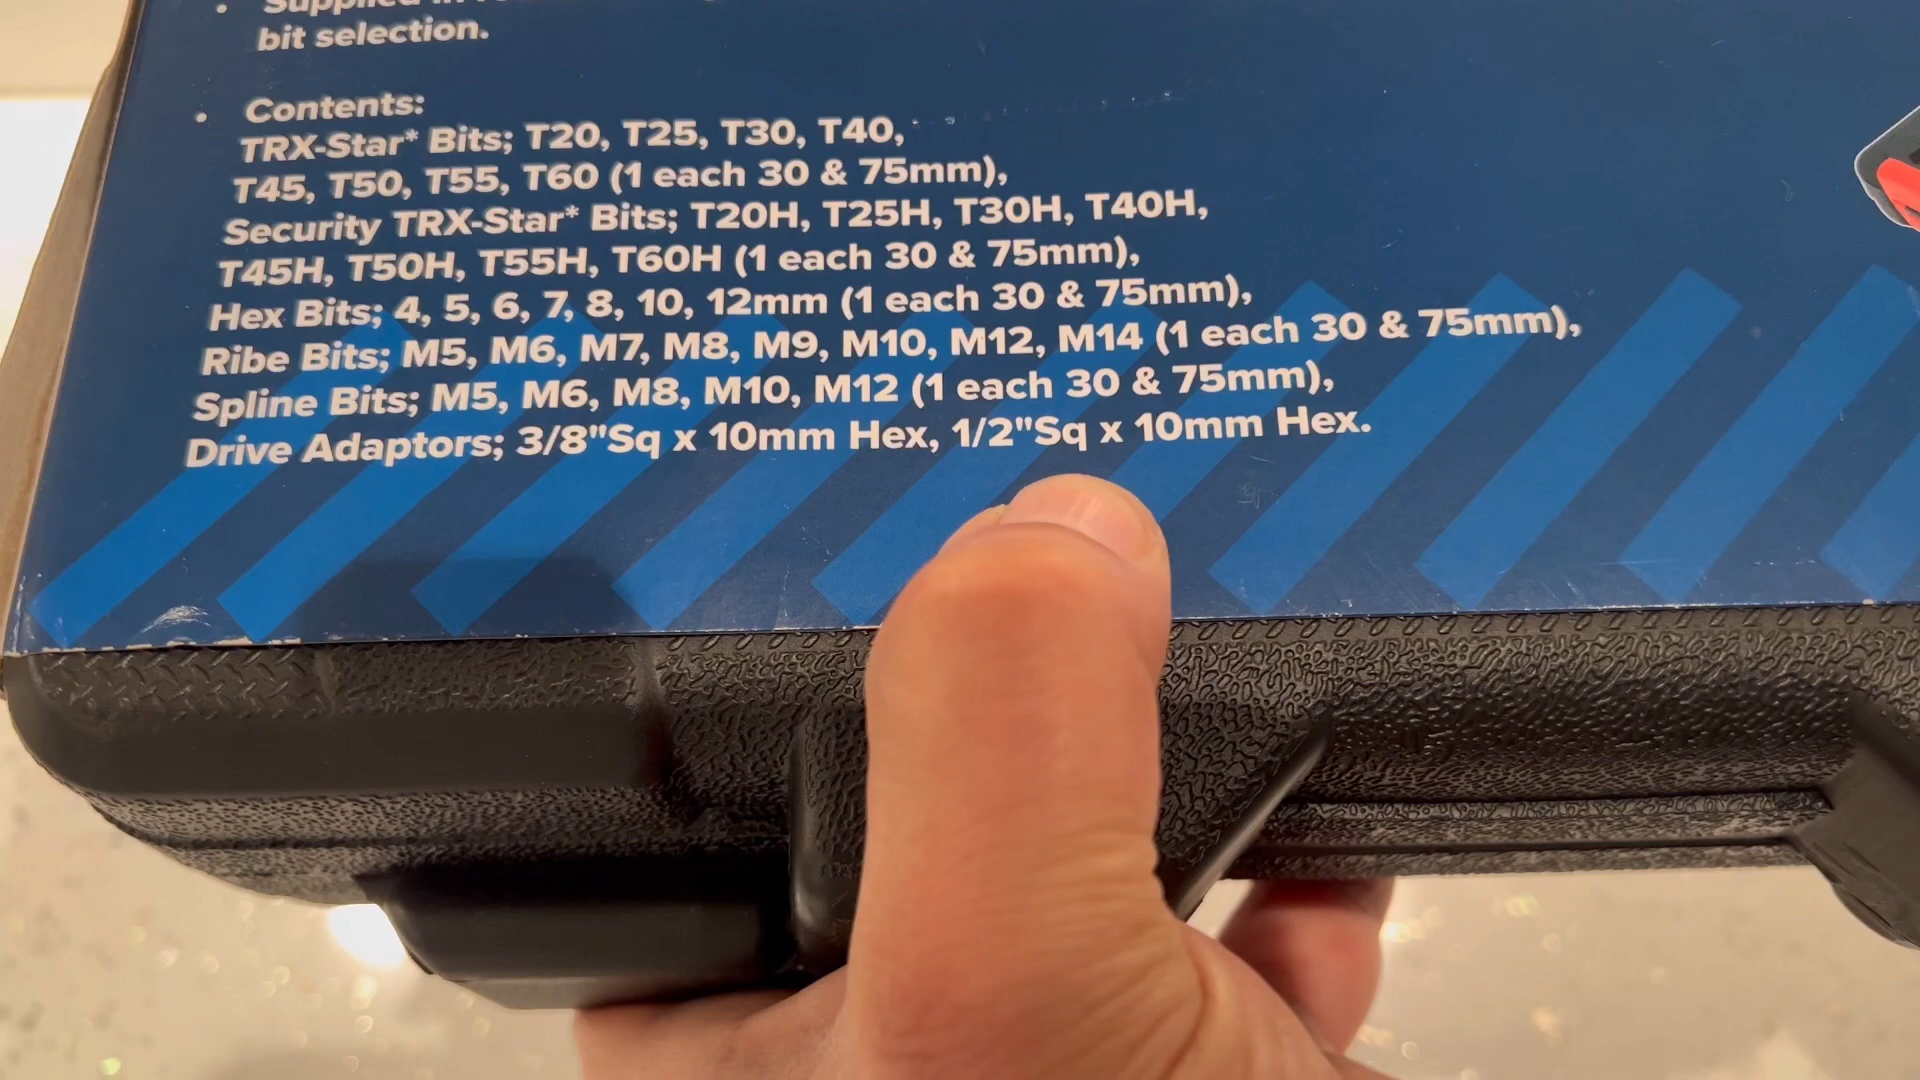 bit selection.
• Contents:
TRX-Star* Bits; T20, T25, T30, T40,
T45, T50, T55, T60 (1 each 30 & 75mm),
Security TRX-Star* Bits; T20H, T25H, T30H, T40H,
T45H, T50H, T55H, T60H (1 each 30 & 75mm),
Hex Bits; 4, 5, 6, 7, 8, 10, 12mm (1 each 30 & 75mm),
Ribe Bits; M5, M6, M7, M8, M9, M10, M12, M14 (1 each 30 & 75mm),
Spline Bits; M5, M6, M8, M10, M12 (1 each 30 & 75mm),
Drive Adaptors; 3/8"Sq x 10mm Hex, 1/2"Sq x 10mm Hex.